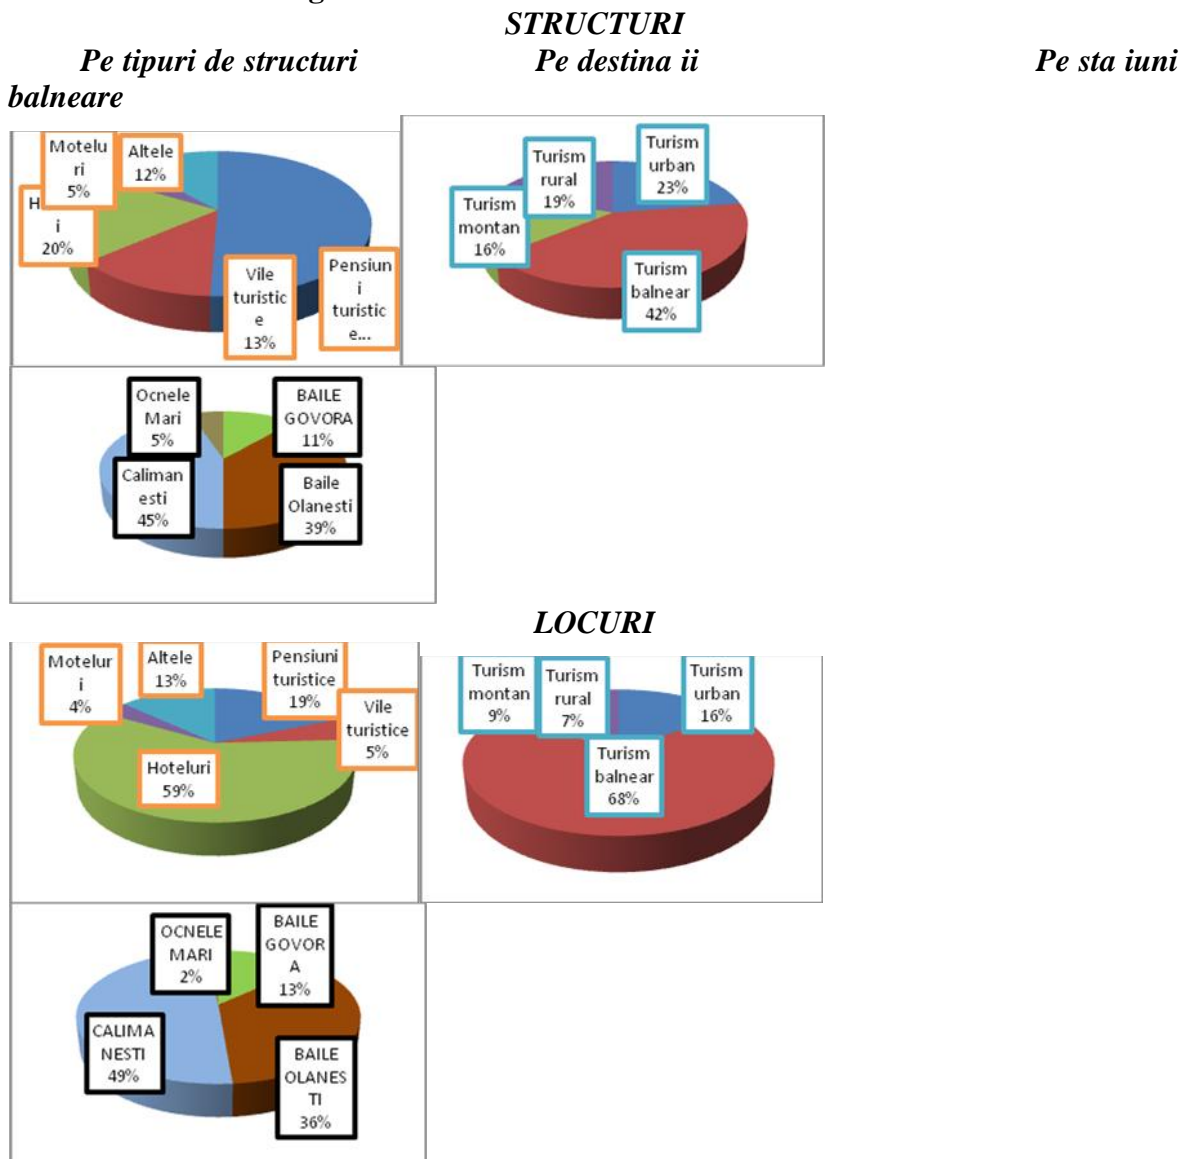 STRUCTURI
Pe tipuri de structuri Pe destina ii Pe sta iuni
balneare
Motelu
ri
5%
Altele
12%
H
i
20%
Vile
turistic
e
13%
Pensiun
i
turistic
e...
Turism
rural
19%
Turism
urban
23%
Turism
montan
16%
Turism
balnear
42%
Ocnele
Mari
5%
BAILE
GOVORA
11%
Caliman
esti
45%
Baile
Olanesti
39%
LOCURI
Motelur
i
4%
Altele
13%
Pensiuni
turistice
19%
Vile
turistice
5%
Hoteluri
59%
Turism
montan
9%
Turism
rural
7%
Turism
urban
16%
Turism
balnear
68%
OCNELE
MARI
2%
BAILE
GOVOR
A
13%
CALIMA
NESTI
49%
BAILE
OLANES
TI
36%